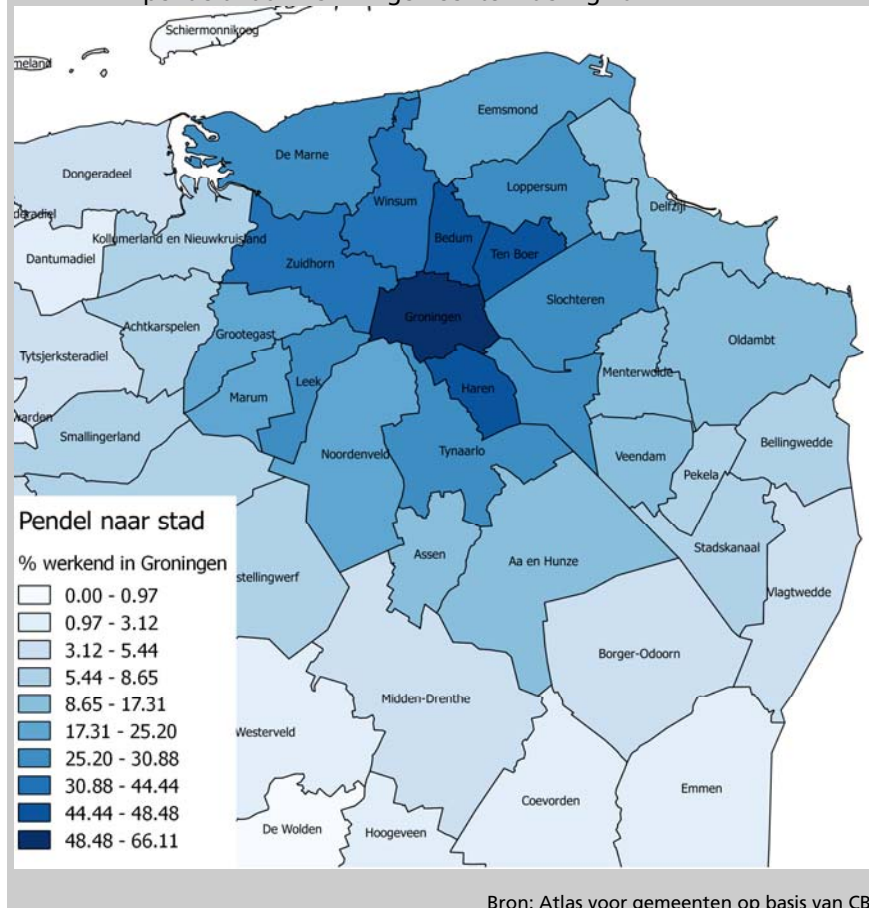 Schiermonnikoog
meland
Eemsmond
De Marne
Dongeradeel
Loppersum
Winsum
Delfzijl
deradiel
Bedum
Kollumerland en Nieuwkruisland
Ten Boer
Dantumadiel
Zuidhorn
Slochteren
Groningen
Achtkarspelen
Grootegast
Oldambt
Tytsjerksteradiel
Menterwolde
Leek
Haren
Marum
warden
Smallingerland
Bellingwedde
Noordenveld
Tynaarlo
Veendam
Pekela
Pendel naar stad
Stadskanaal
Assen
Aa en Hunze
% werkend in Groningen
stellingwerf
Vlagtwedde
0.00 - 0.97
0.97 - 3.12
3.12 - 5.44
Borger-Odoorn
5.44 - 8.65
8.65 - 17.31
Midden-Drenthe
17.31 - 25.20
Westerveld
25.20 - 30.88
30.88 - 44.44
Emmen
Coevorden
44.44 - 48.48
De Wolden
Hoogeveen
48.48 - 66.11
Bron: Atlas voor gemeenten op basis van CB